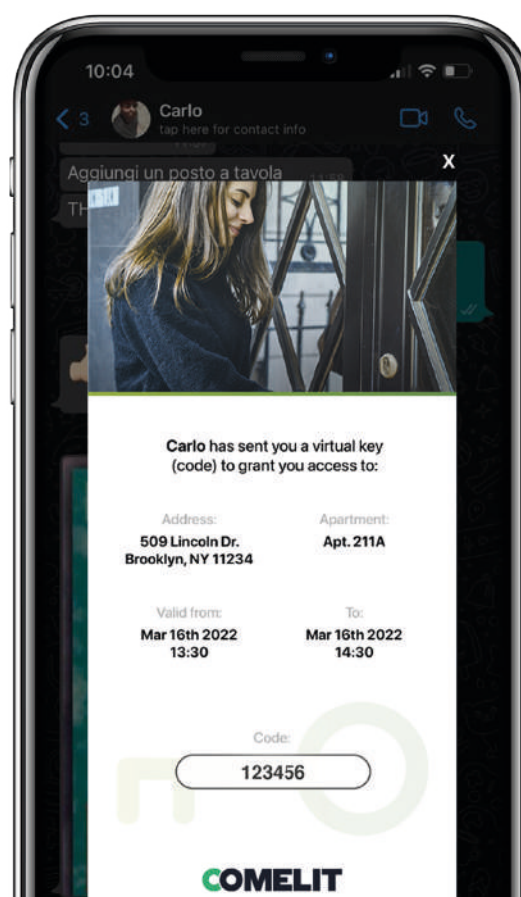 10:04
3
Carlo
tap here for contact info
Aggiungi un posto a tavola
X
Carlo has sent you a virtual key
(code) to grant you access to:
Address: Apartment:
509 Lincoln Dr. Apt. 211A
Brooklyn, NY 11234
Valid from: To:
Mar 16th 2022 Mar 16th 2022
13:30 14:30
Code:
123456
COMELIT